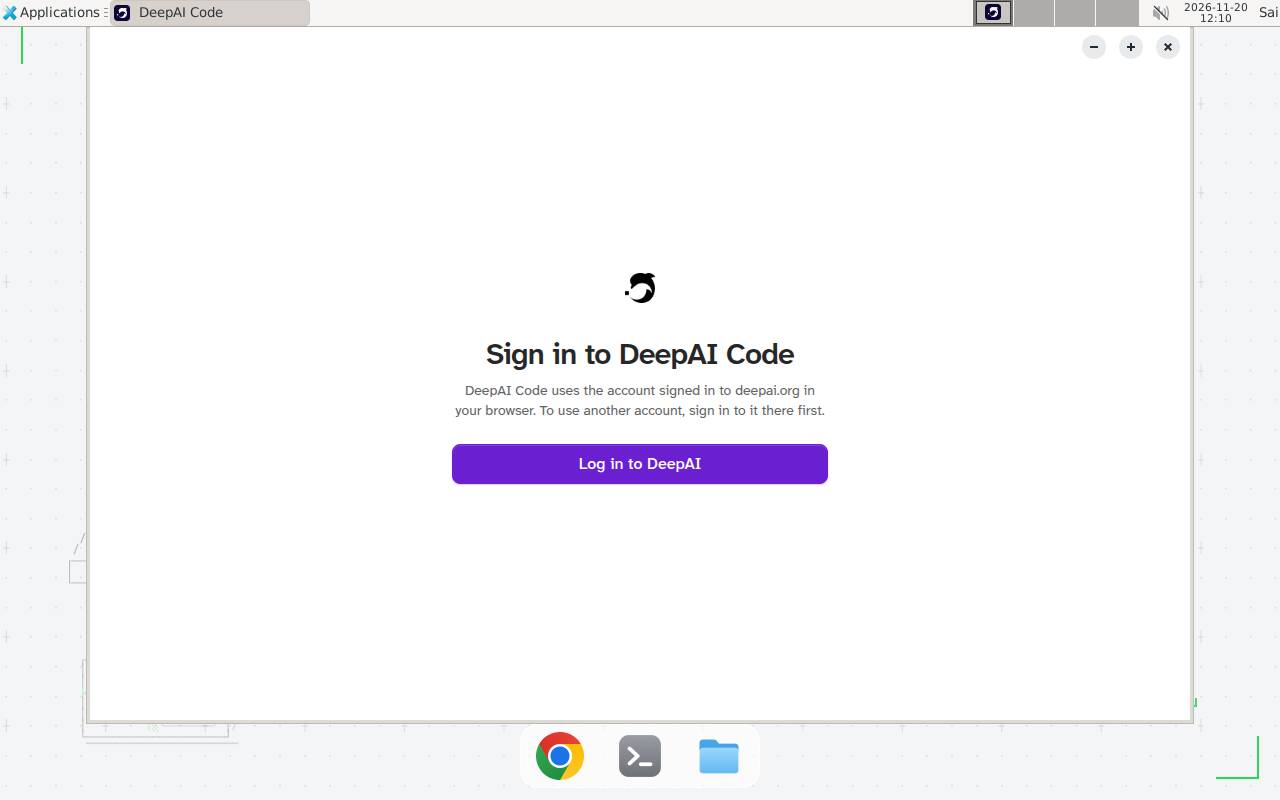 Applications
DeepAI Code
2026-11-20
12:10
Sai
Sign in to DeepAI Code
DeepAI Code uses the account signed in to deepai.org in
your browser. To use another account, sign in to it there first.
Log in to DeepAI